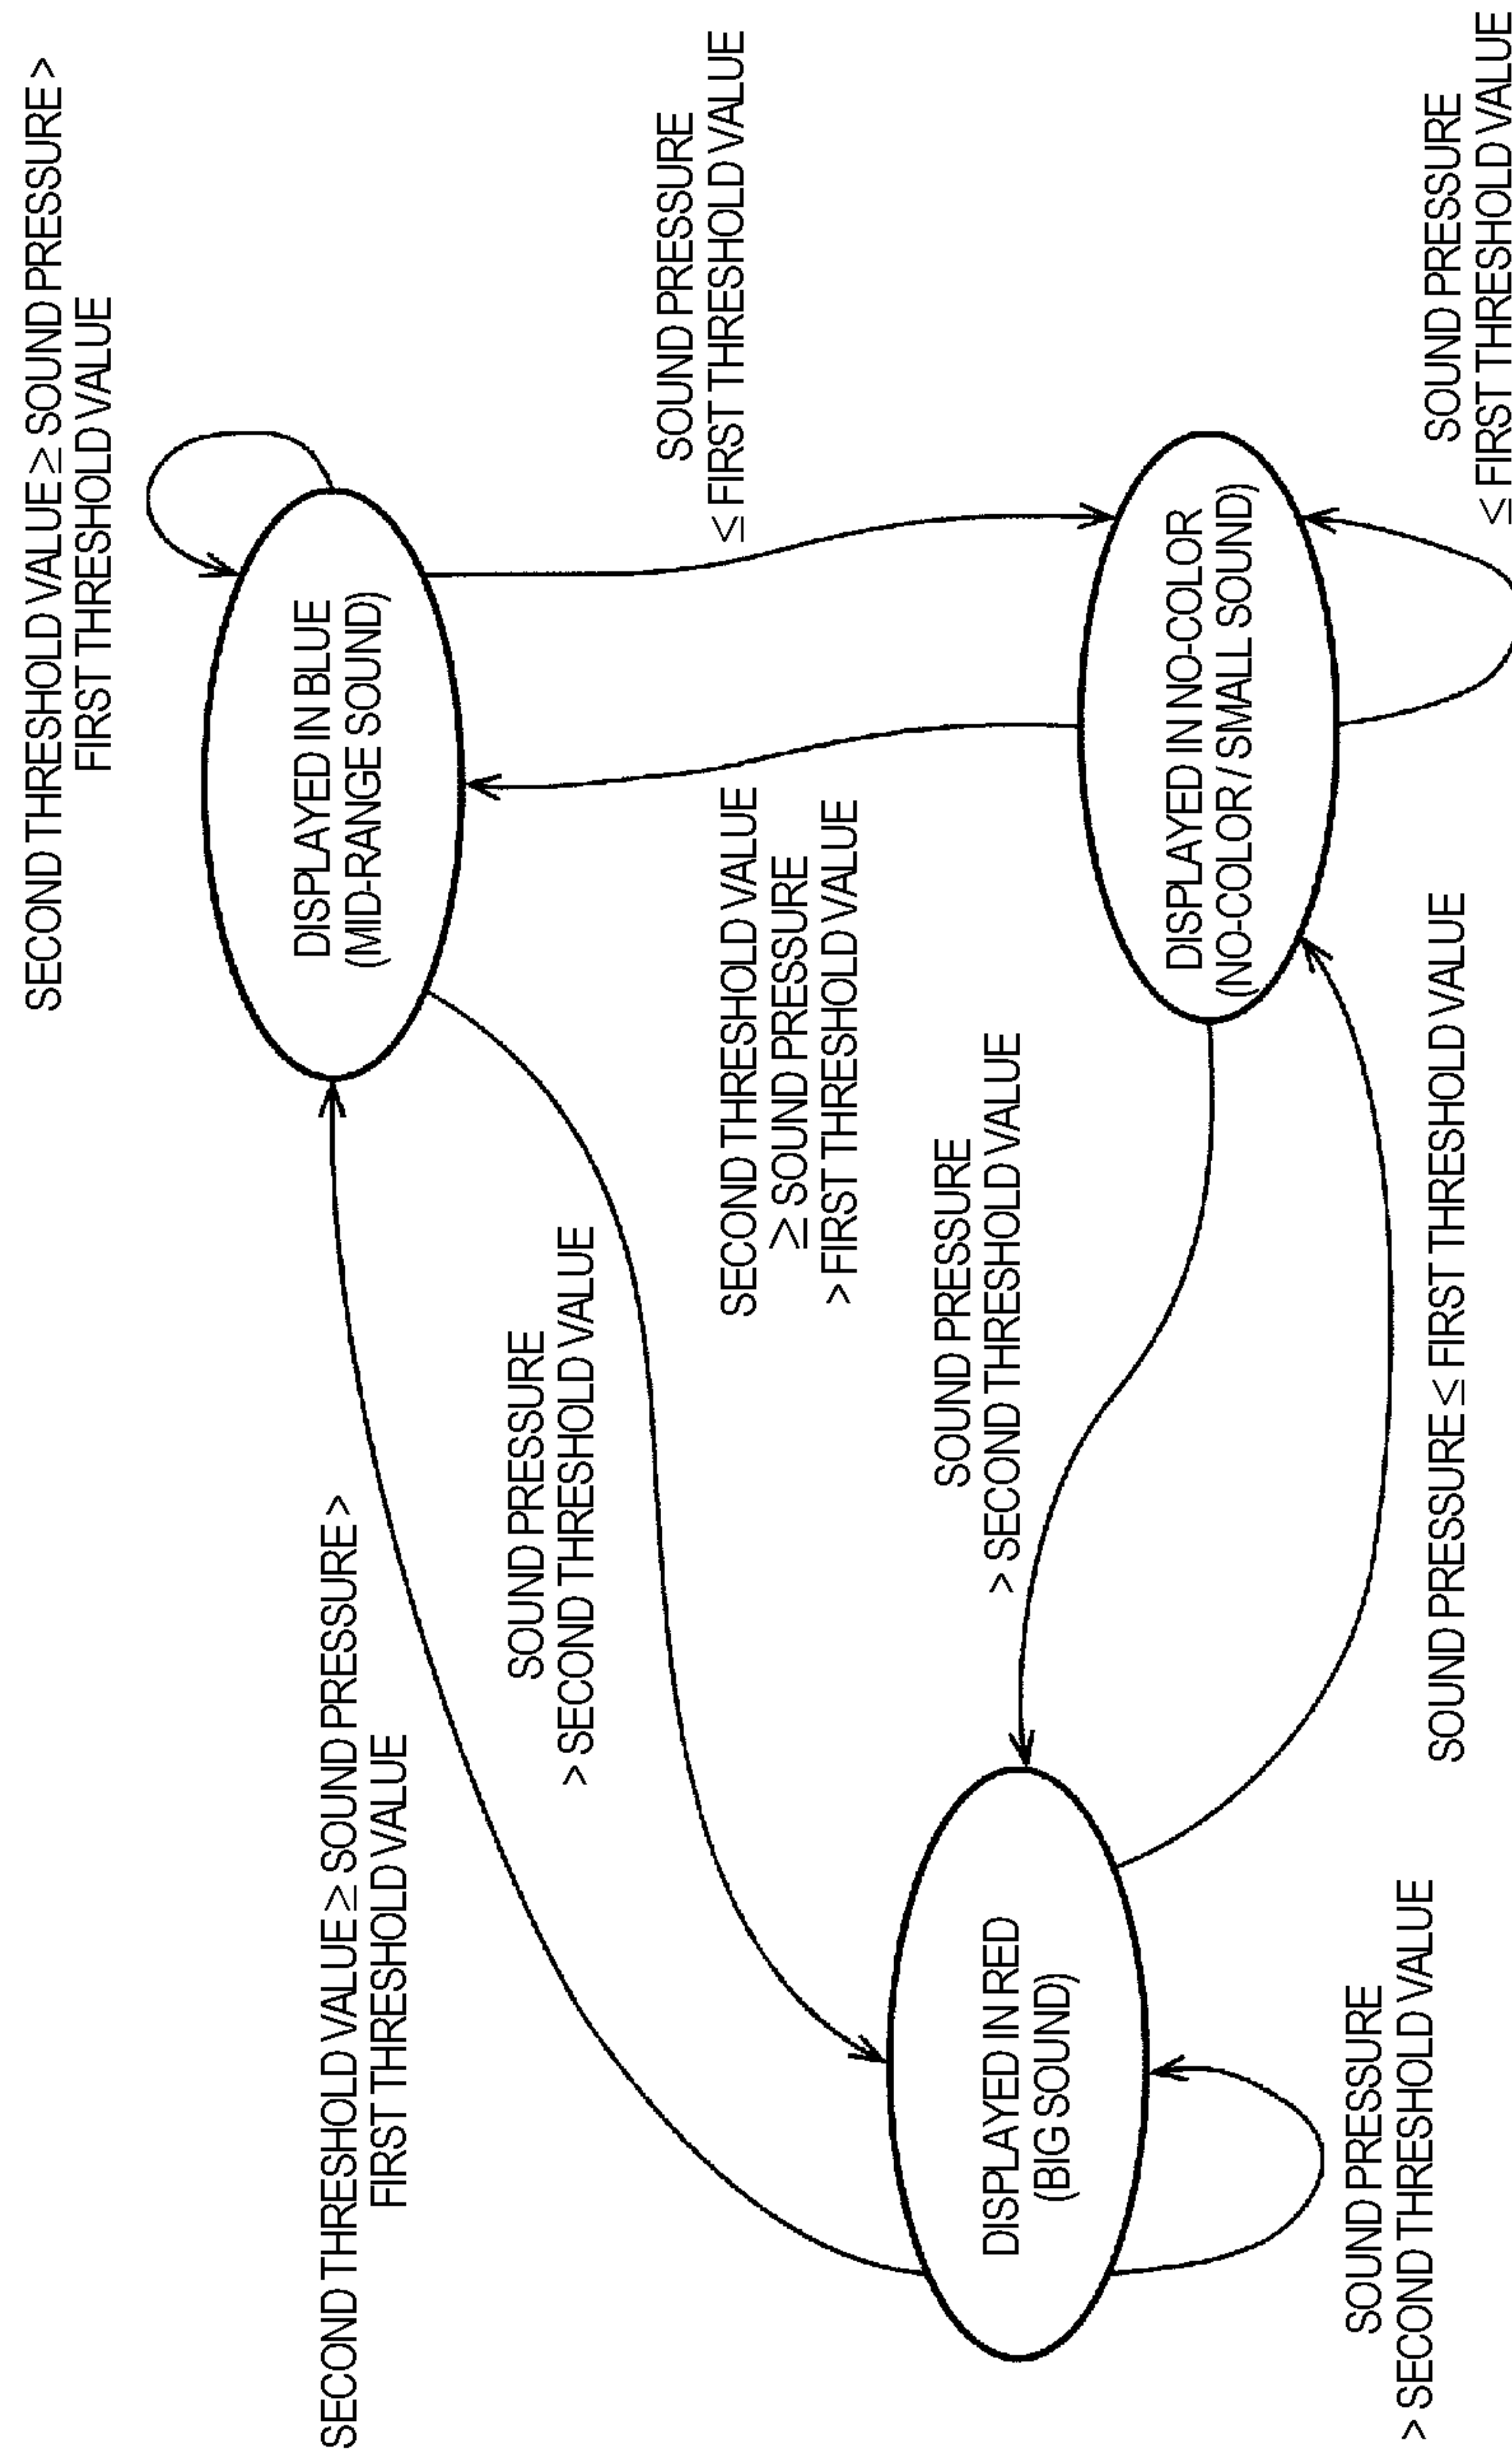 SECOND THRESHOLD VALUE ≥ SOUND PRESSURE >
FIRST THRESHOLD VALUE
DISPLAYED IN BLUE
(MID-RANGE SOUND)
SECOND THRESHOLD VALUE ≥ SOUND PRESSURE >
FIRST THRESHOLD VALUE
SOUND PRESSURE
> SECOND THRESHOLD VALUE
SOUND PRESSURE
≤ FIRST THRESHOLD VALUE
SECOND THRESHOLD VALUE
≥ SOUND PRESSURE
> FIRST THRESHOLD VALUE
SOUND PRESSURE
> SECOND THRESHOLD VALUE
DISPLAYED IN RED
(BIG SOUND)
DISPLAYED IN NO-COLOR
(NO-COLOR / SMALL SOUND)
SOUND PRESSURE
> SECOND THRESHOLD VALUE
SOUND PRESSURE ≤ FIRST THRESHOLD VALUE
SOUND PRESSURE
≤ FIRST THRESHOLD VALUE